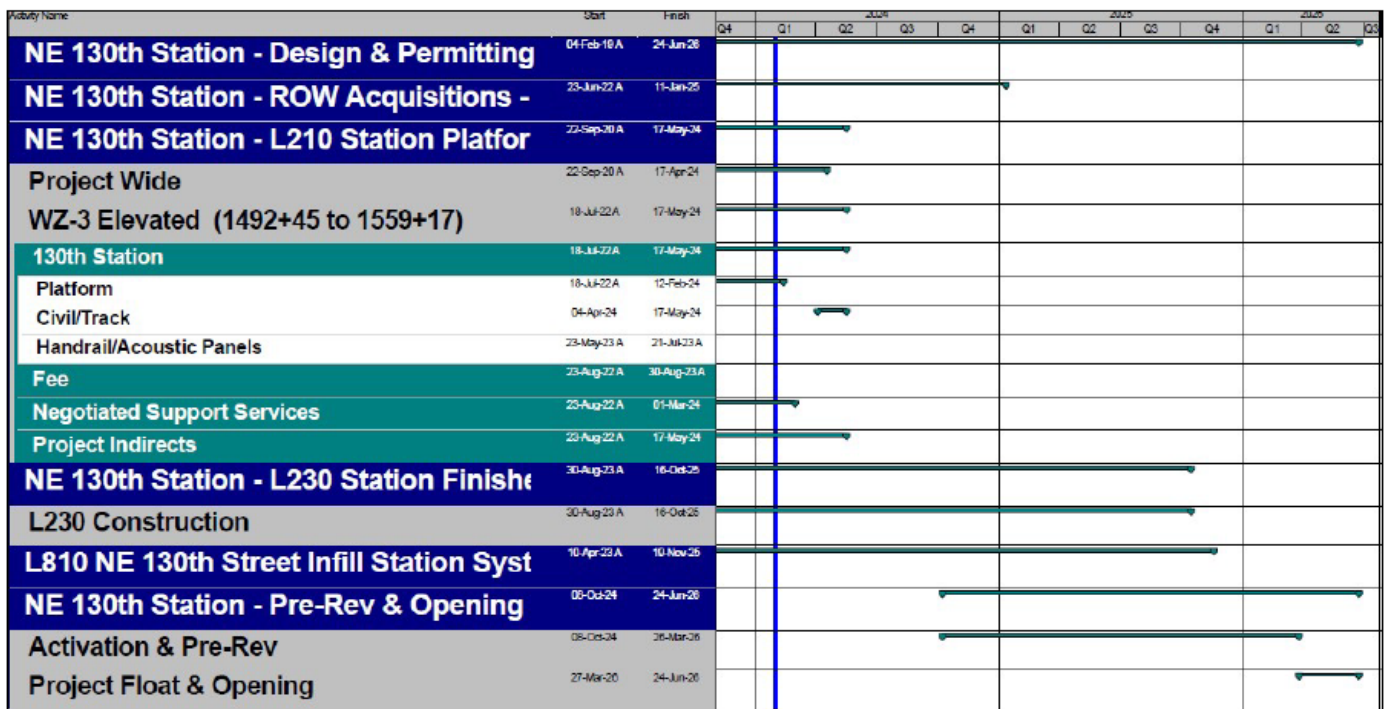 Activity Name Start Finish 2024 2025 2026
Q4 Q1 Q2 Q3 Q4 Q1 Q2 Q3 Q4 Q1 Q2 Q3
NE 130th Station - Design & Permitting 04-Feb-19 A 24-Jun-26
NE 130th Station - ROW Acquisitions - 23-Jun-22 A 11-Jan-25
NE 130th Station - L210 Station Platfor 22-Sep-20 A 17-May-24
Project Wide 22-Sep-20 A 17-Apr-24
WZ-3 Elevated (1492+45 to 1559+17) 18-Jul-22 A 17-May-24
130th Station 18-Jul-22 A 17-May-24
Platform 18-Jul-22 A 12-Feb-24
Civil/Track 04-Apr-24 17-May-24
Handrail/Acoustic Panels 23-May-23 A 21-Jul-23 A
Fee 23-Aug-22 A 30-Aug-23 A
Negotiated Support Services 23-Aug-22 A 01-Mar-24
Project Indirects 23-Aug-22 A 17-May-24
NE 130th Station - L230 Station Finishe 30-Aug-23 A 16-Oct-25
L230 Construction 30-Aug-23 A 16-Oct-25
L810 NE 130th Street Infill Station Syst 10-Apr-23 A 19-Nov-25
NE 130th Station - Pre-Rev & Opening 08-Oct-24 24-Jun-26
Activation & Pre-Rev 08-Oct-24 26-Mar-26
Project Float & Opening 27-Mar-26 24-Jun-26